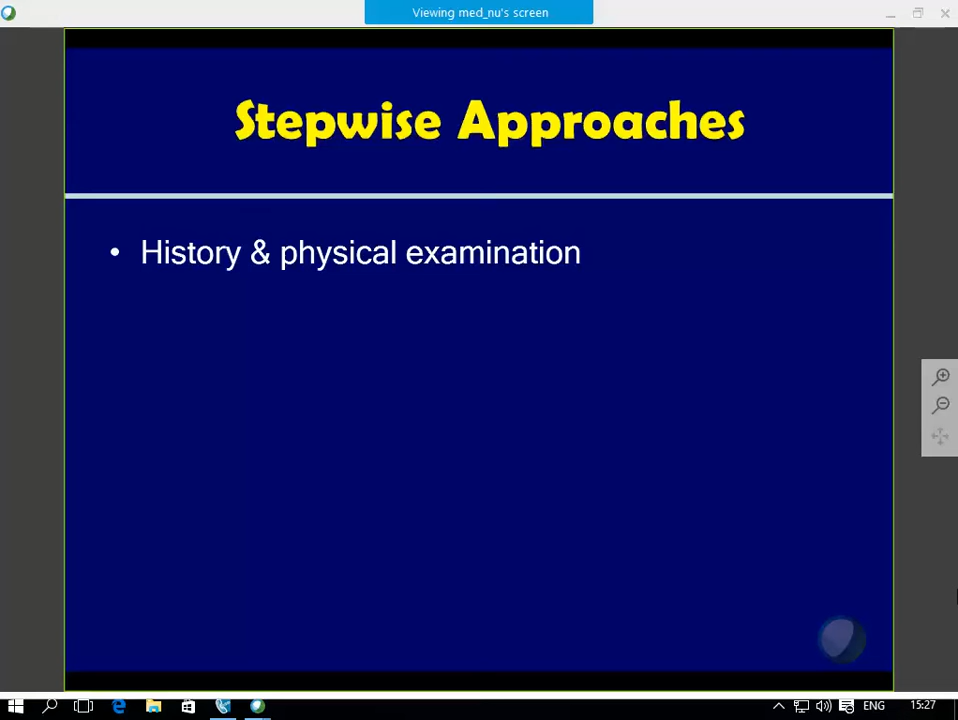 Viewing med_nu's screen
Stepwise Approaches
• History & physical examination
ENG
15:27